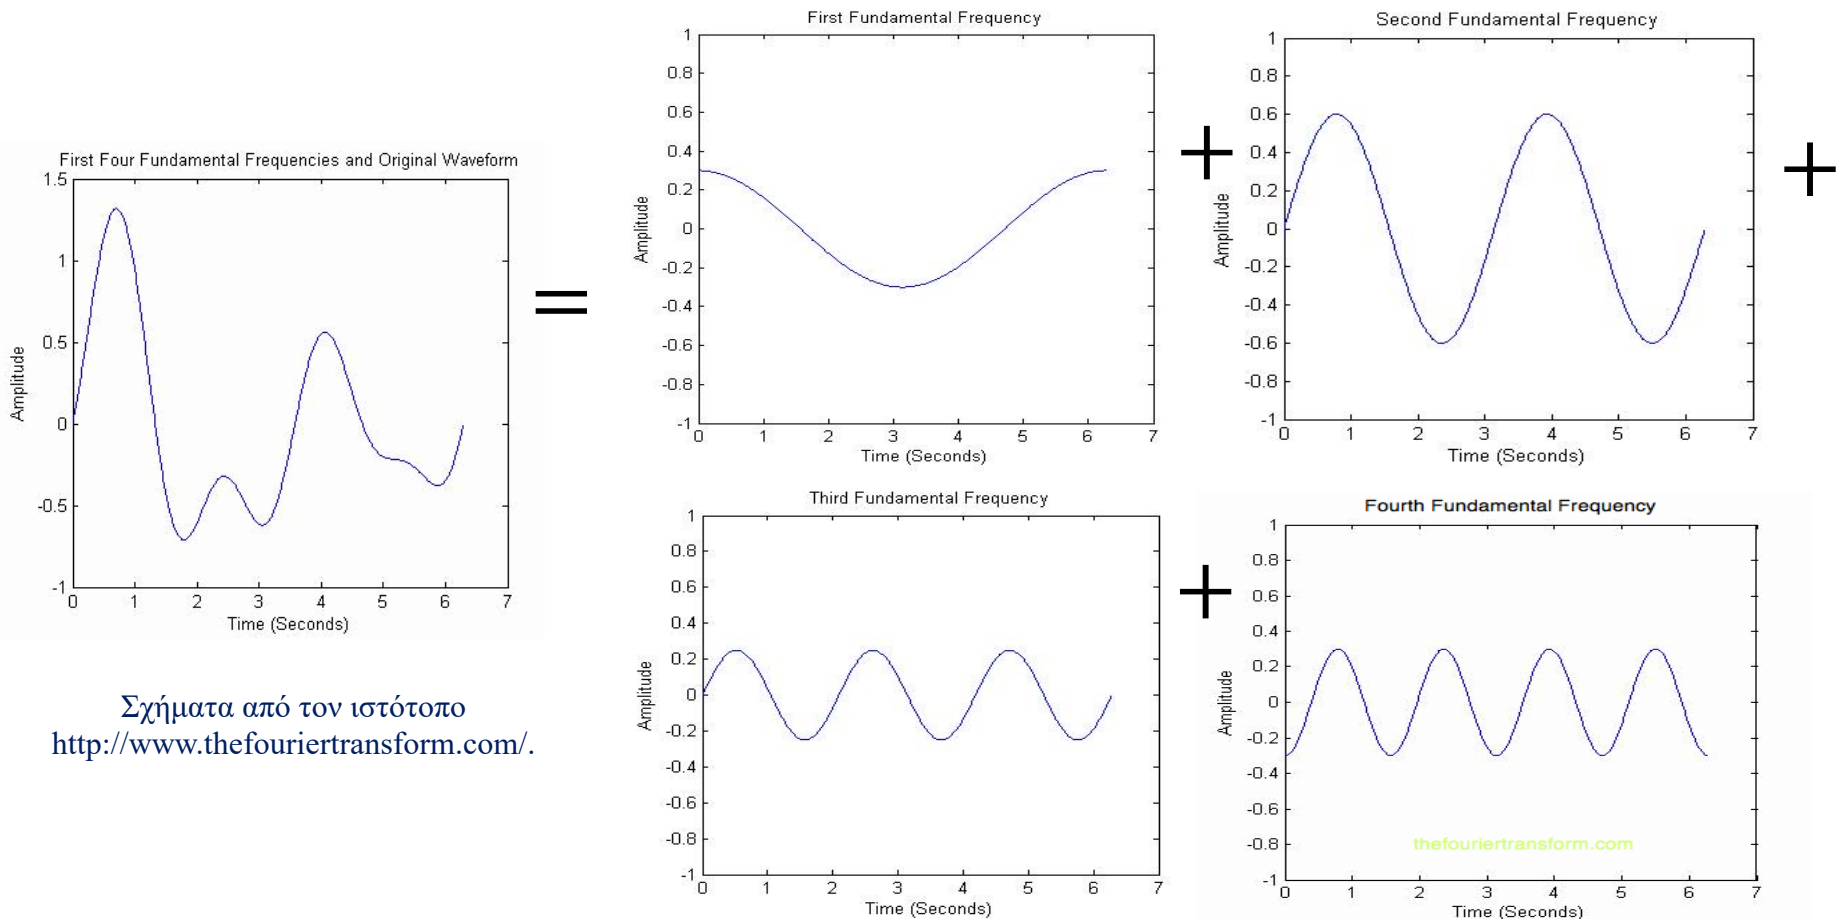 First Four Fundamental Frequencies and Original Waveform
1.5
1
0.5
0
-0.5
-1
Amplitude
0 1 2 3 4 5 6 7
Time (Seconds)
=
First Fundamental Frequency
1
0.8
0.6
0.4
0.2
0
-0.2
-0.4
-0.6
-0.8
-1
Amplitude
0 1 2 3 4 5 6 7
Time (Seconds)
+
Second Fundamental Frequency
1
0.8
0.6
0.4
0.2
0
-0.2
-0.4
-0.6
-0.8
-1
Amplitude
0 1 2 3 4 5 6 7
Time (Seconds)
+
Third Fundamental Frequency
1
0.8
0.6
0.4
0.2
0
-0.2
-0.4
-0.6
-0.8
-1
Amplitude
0 1 2 3 4 5 6 7
Time (Seconds)
+
Fourth Fundamental Frequency
1
0.8
0.6
0.4
0.2
0
-0.2
-0.4
-0.6
-0.8
-1
Amplitude
thefouriertransform.com
0 1 2 3 4 5 6 7
Time (Seconds)
Σχήματα από τον ιστότοπο
http://www.thefouriertransform.com/.